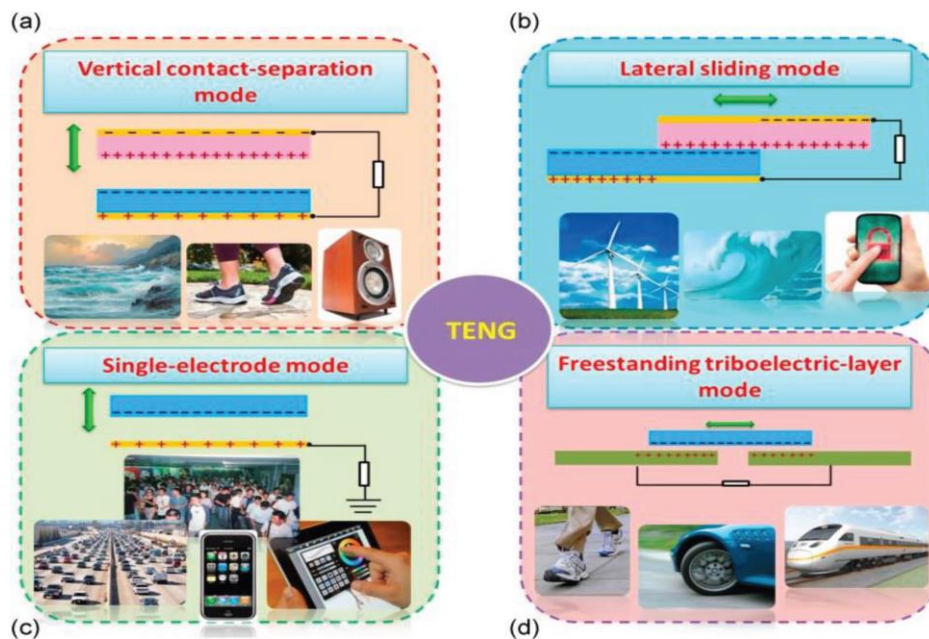 (a)
Vertical contact-separation
mode
(b)
Lateral sliding mode
TENG
Single-electrode mode
(c)
Freestanding triboelectric-layer
mode
(d)